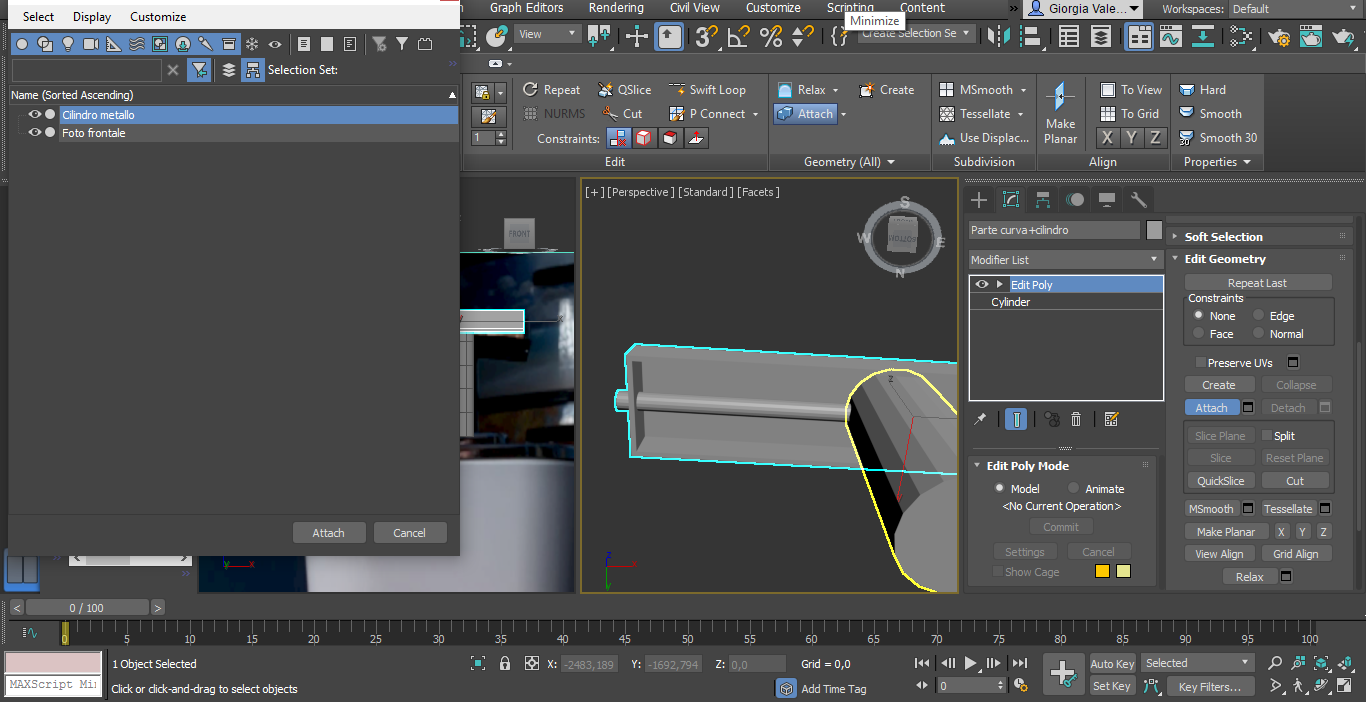 Select Display Customize
Graph Editors Rendering Civil View Customize Scripting Content Giorgia Vale... Workspaces: Default
Minimize
View Create Selection Se
Selection Set:
Name (Sorted Ascending)
Cilindro metallo
Foto frontale
Repeat QSlice Swift Loop Relax Create MSmooth To View Hard
NURMS Cut P Connect Attach Tessellate Make Planar To Grid Smooth
1 Constraints: Use Displac... X Y Z 30 Smooth 30
Edit Geometry (All) Subdivision Align Properties
[+] [Perspective ] [Standard ] [Facets ]
FRONT
S
W E
N
BOTTOM
z
Parte curva+cilindro
Modifier List
Edit Poly
Cylinder
Edit Poly Mode
Model Animate
<No Current Operation>
Commit
Settings Cancel
Show Cage
Soft Selection
Edit Geometry
Repeat Last
Constraints
None Edge
Face Normal
Preserve UVs
Create Collapse
Attach Detach
Slice Plane Split
Slice Reset Plane
QuickSlice Cut
MSmooth Tessellate
Make Planar X Y Z
View Align Grid Align
Relax
Attach Cancel
y x
z
y
< 0 / 100 >
0 5 10 15 20 25 30 35 40 45 50 55 60 65 70 75 80 85 90 95 100
1 Object Selected X: -2483,189 Y: -1692,794 Z: 0,0 Grid = 0,0 Auto Key Selected
MAXScript Min Click or click-and-drag to select objects Add Time Tag 0 Set Key Key Filters...